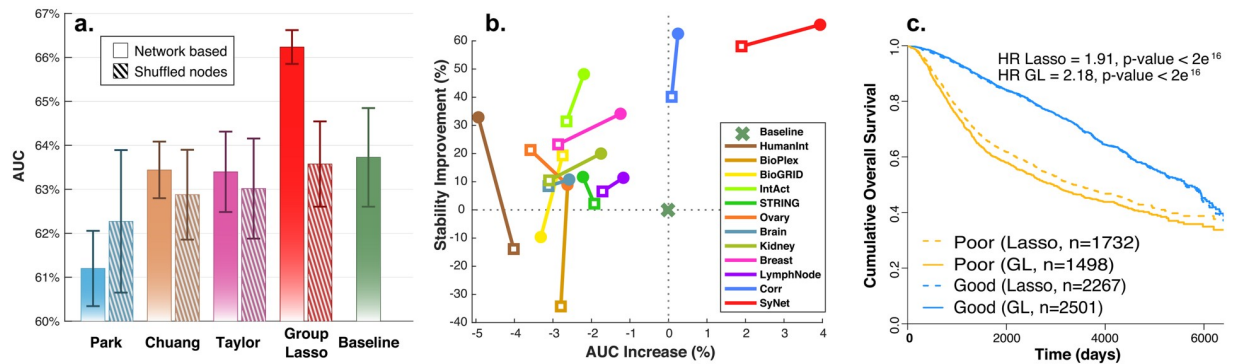 a.
67%
66%
65%
64%
63%
62%
61%
60%
AUC
Network based
Shuffled nodes
Park
Chuang
Taylor
Group
Lasso
Baseline
b.
60
50
40
30
20
10
0
-10
-20
-30
-40
Stability Improvement (%)
-5 -4 -3 -2 -1 0 1 2 3 4
AUC Increase (%)
Baseline
HumanInt
BioPlex
BioGRID
IntAct
STRING
Ovary
Brain
Kidney
Breast
LymphNode
Corr
SyNet
c.
HR Lasso = 1.91, p-value < 2e16
HR GL = 2.18, p-value < 2e16
1.0
0.8
0.6
0.4
0.2
0.0
Cumulative Overall Survival
Poor (Lasso, n=1732)
Poor (GL, n=1498)
Good (Lasso, n=2267)
Good (GL, n=2501)
0 2000 4000 6000
Time (days)